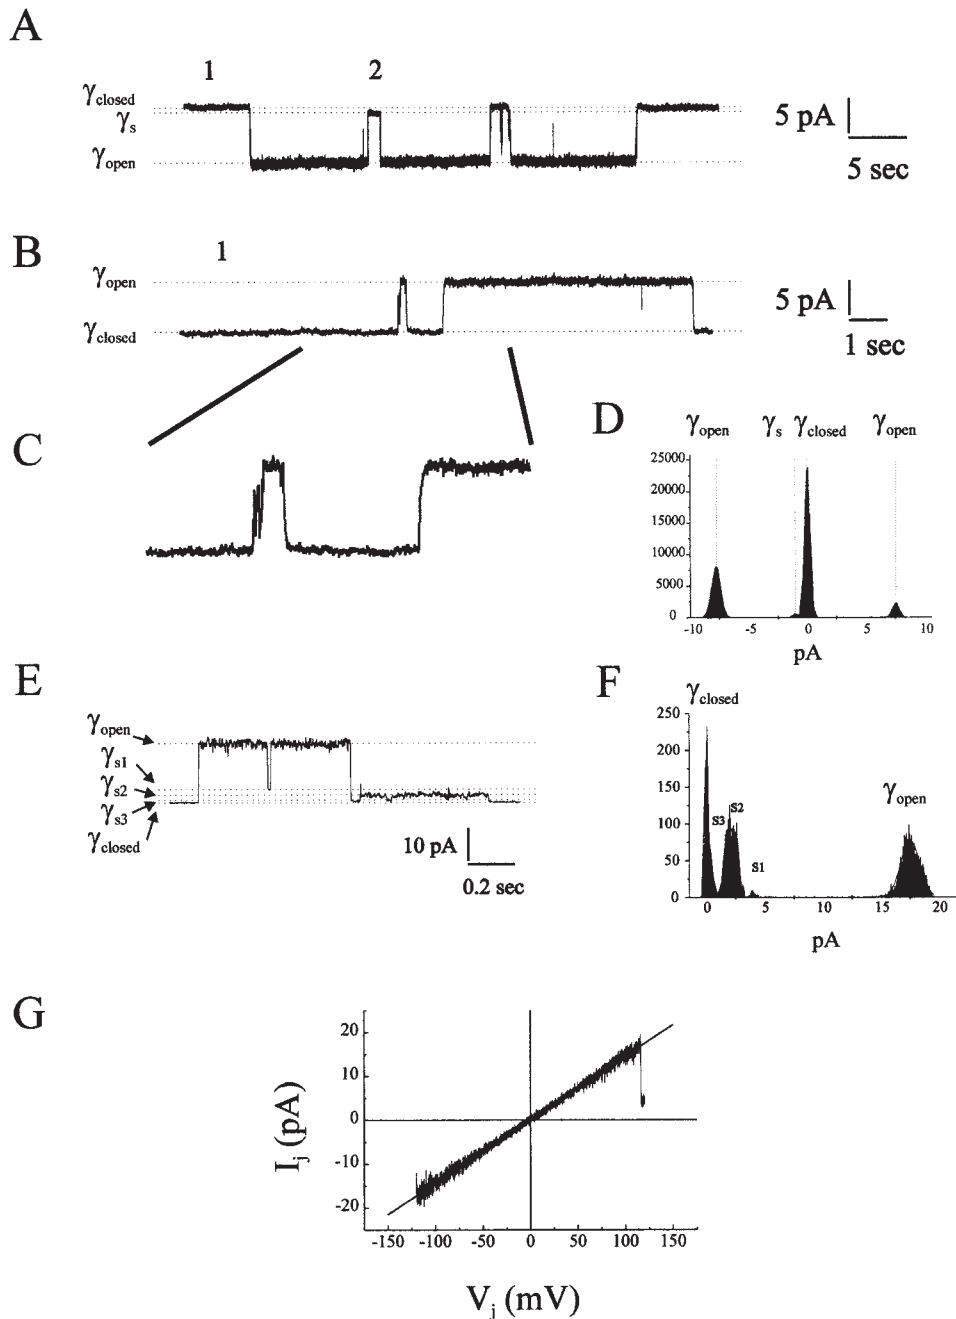 A
1 2
γclosed
γs
γopen
5 pA
5 sec
B
1
γopen
γclosed
5 pA
1 sec
C
D
γopen γs γclosed γopen
25000
20000
15000
10000
5000
0
-10 -5 0 5 10
pA
E
γopen
γs1
γs2
γs3
γclosed
10 pA
0.2 sec
F
γclosed
250
200
150
100
50
0
S3 S2
S1
γopen
0 5 10 15 20
pA
G
20
10
0
-10
-20
Ij (pA)
-150 -100 -50 0 50 100 150
Vj (mV)